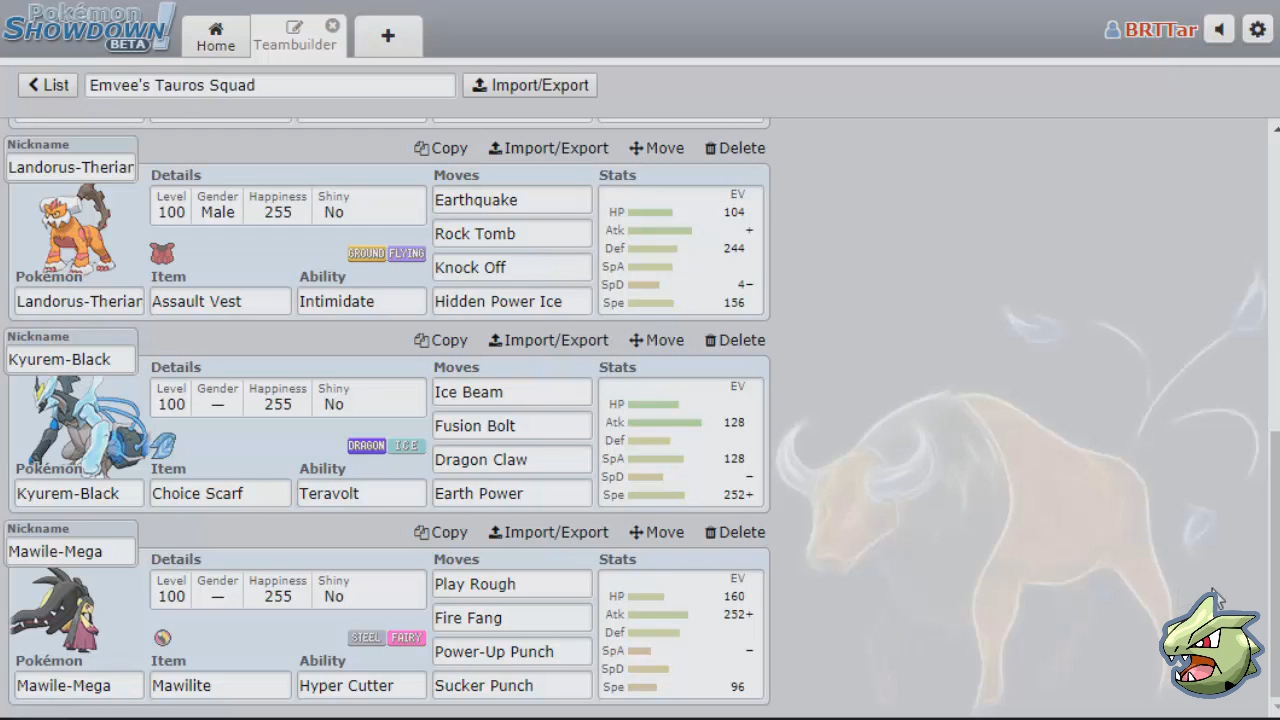 Pokémon
SHOWDOWN!
BETA
Home
Teambuilder
+
BRTTar
List
Emvee's Tauros Squad
Import/Export
Nickname
Copy Import/Export Move Delete
Landorus-Therian
Details
Moves
Stats
Level Gender Happiness Shiny
100 Male 255 No
Earthquake
Rock Tomb
Knock Off
Hidden Power Ice
EV
HP 104
Atk +
Def 244
SpA
SpD 4−
Spe 156
GROUND FLYING
Pokémon Item Ability
Landorus-Therian Assault Vest Intimidate
Nickname
Copy Import/Export Move Delete
Kyurem-Black
Details
Moves
Stats
Level Gender Happiness Shiny
100 — 255 No
Ice Beam
Fusion Bolt
Dragon Claw
Earth Power
EV
HP
Atk 128
Def
SpA 128
SpD −
Spe 252+
DRAGON ICE
Pokémon Item Ability
Kyurem-Black Choice Scarf Teravolt
Nickname
Copy Import/Export Move Delete
Mawile-Mega
Details
Moves
Stats
Level Gender Happiness Shiny
100 — 255 No
Play Rough
Fire Fang
Power-Up Punch
Sucker Punch
EV
HP 160
Atk 252+
Def
SpA −
SpD
Spe 96
STEEL FAIRY
Pokémon Item Ability
Mawile-Mega Mawilite Hyper Cutter